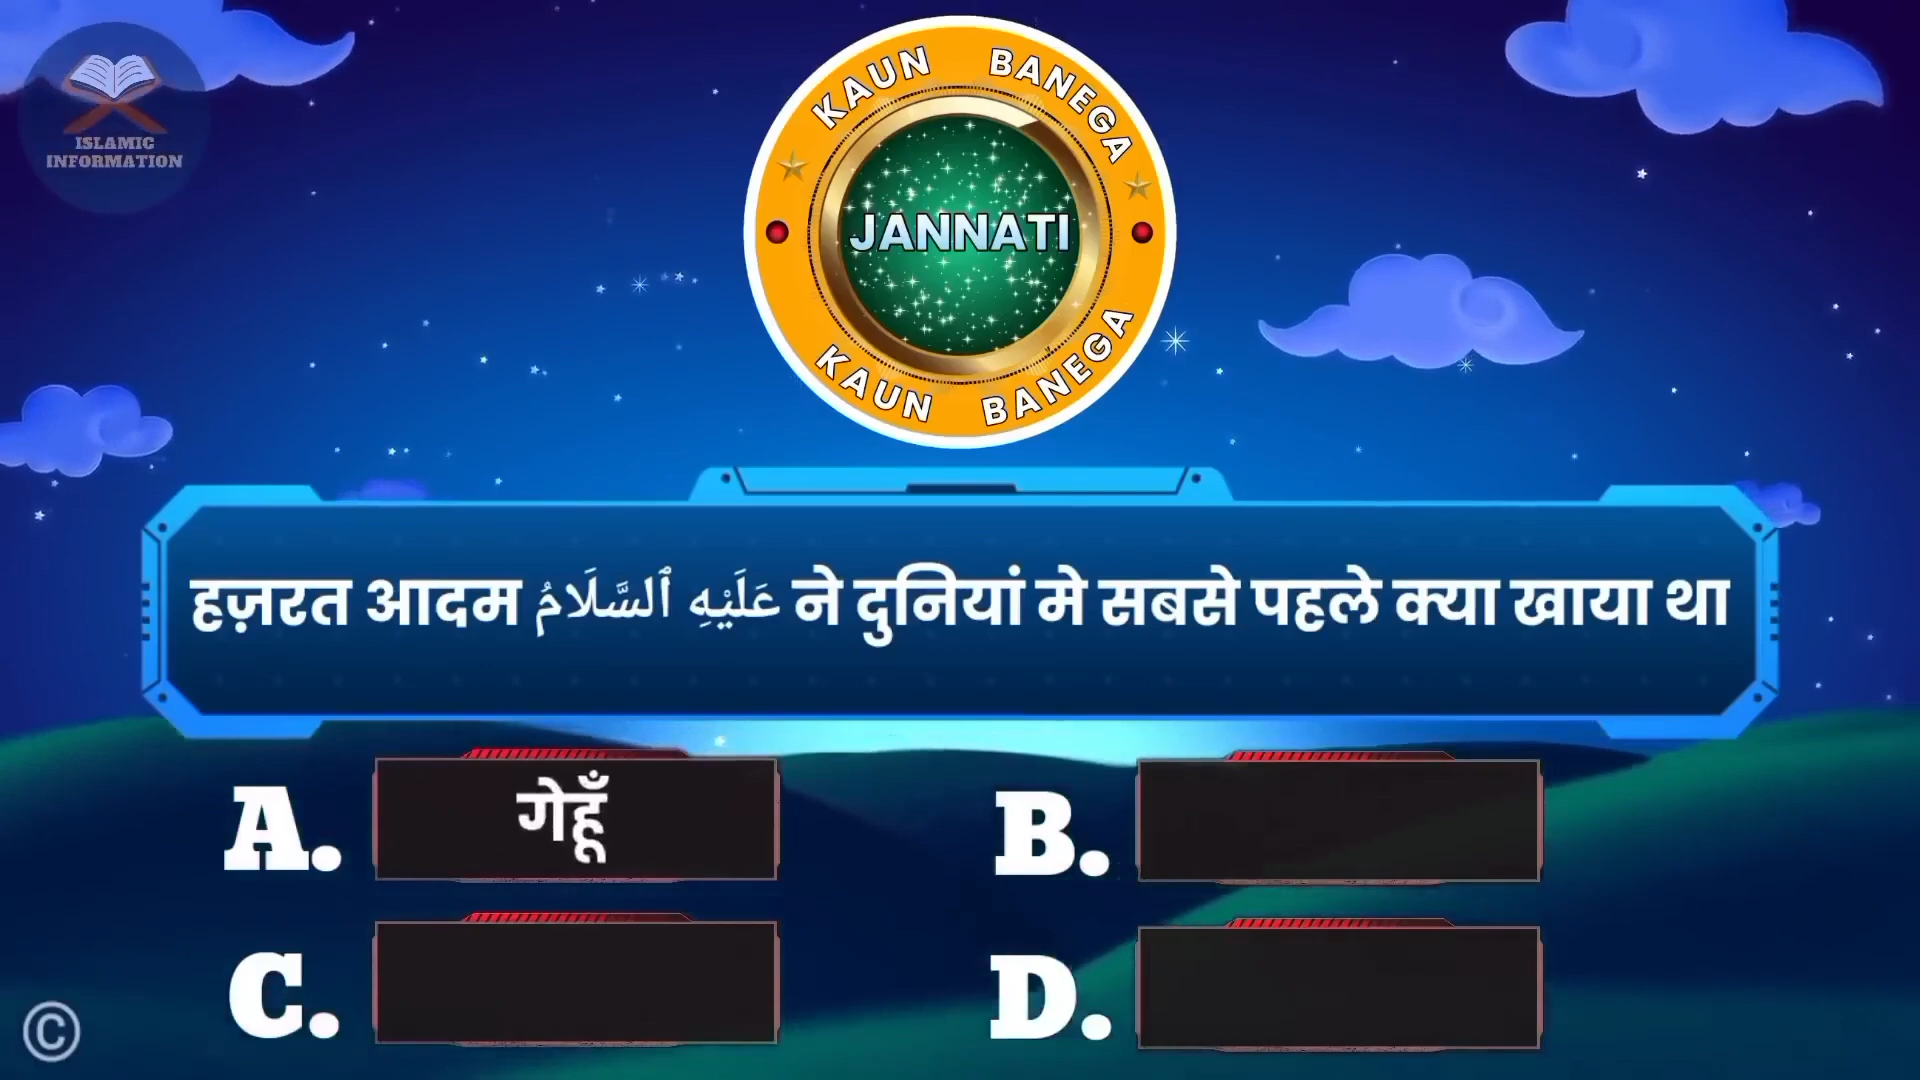 ISLAMIC
INFORMATION
KAUN BANEGA
JANNATI
KAUN BANEGA
हज़रत आदम عَلَيْهِ ٱلسَّلَامُ ने दुनियां मे सबसे पहले क्या खाया था
A. गेहूँ
B.
C.
D.
©